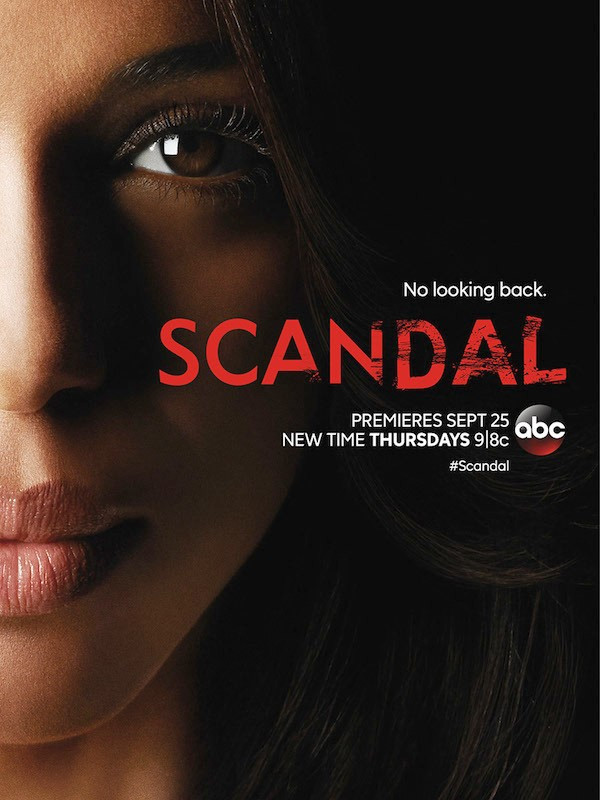 No looking back.
SCANDAL
PREMIERES SEPT 25
NEW TIME THURSDAYS 9|8c
abc
#Scandal